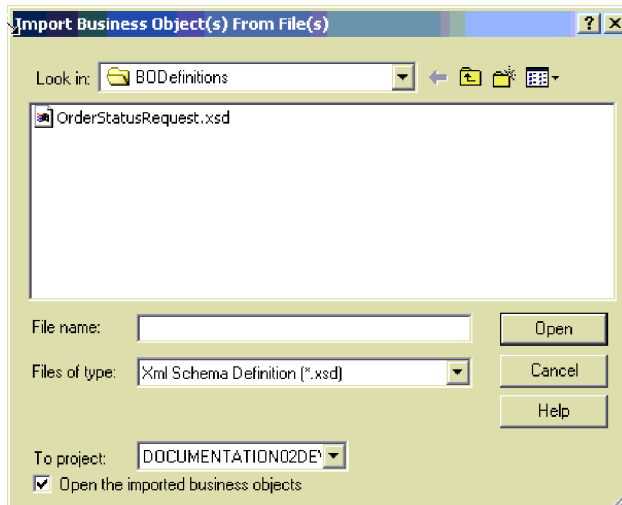 Import Business Object(s) From File(s)
Look in: BODefinitions
OrderStatusRequest.xsd
File name:
Open
Files of type: Xml Schema Definition (*.xsd)
Cancel
Help
To project: DOCUMENTATION02DEV
Open the imported business objects